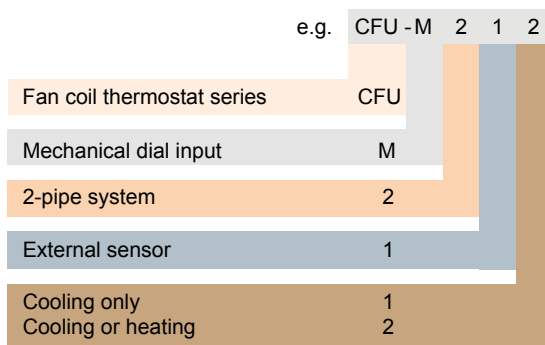 e.g. CFU - M 2 1 2
Fan coil thermostat series CFU
Mechanical dial input M
2-pipe system 2
External sensor 1
Cooling only 1
Cooling or heating 2